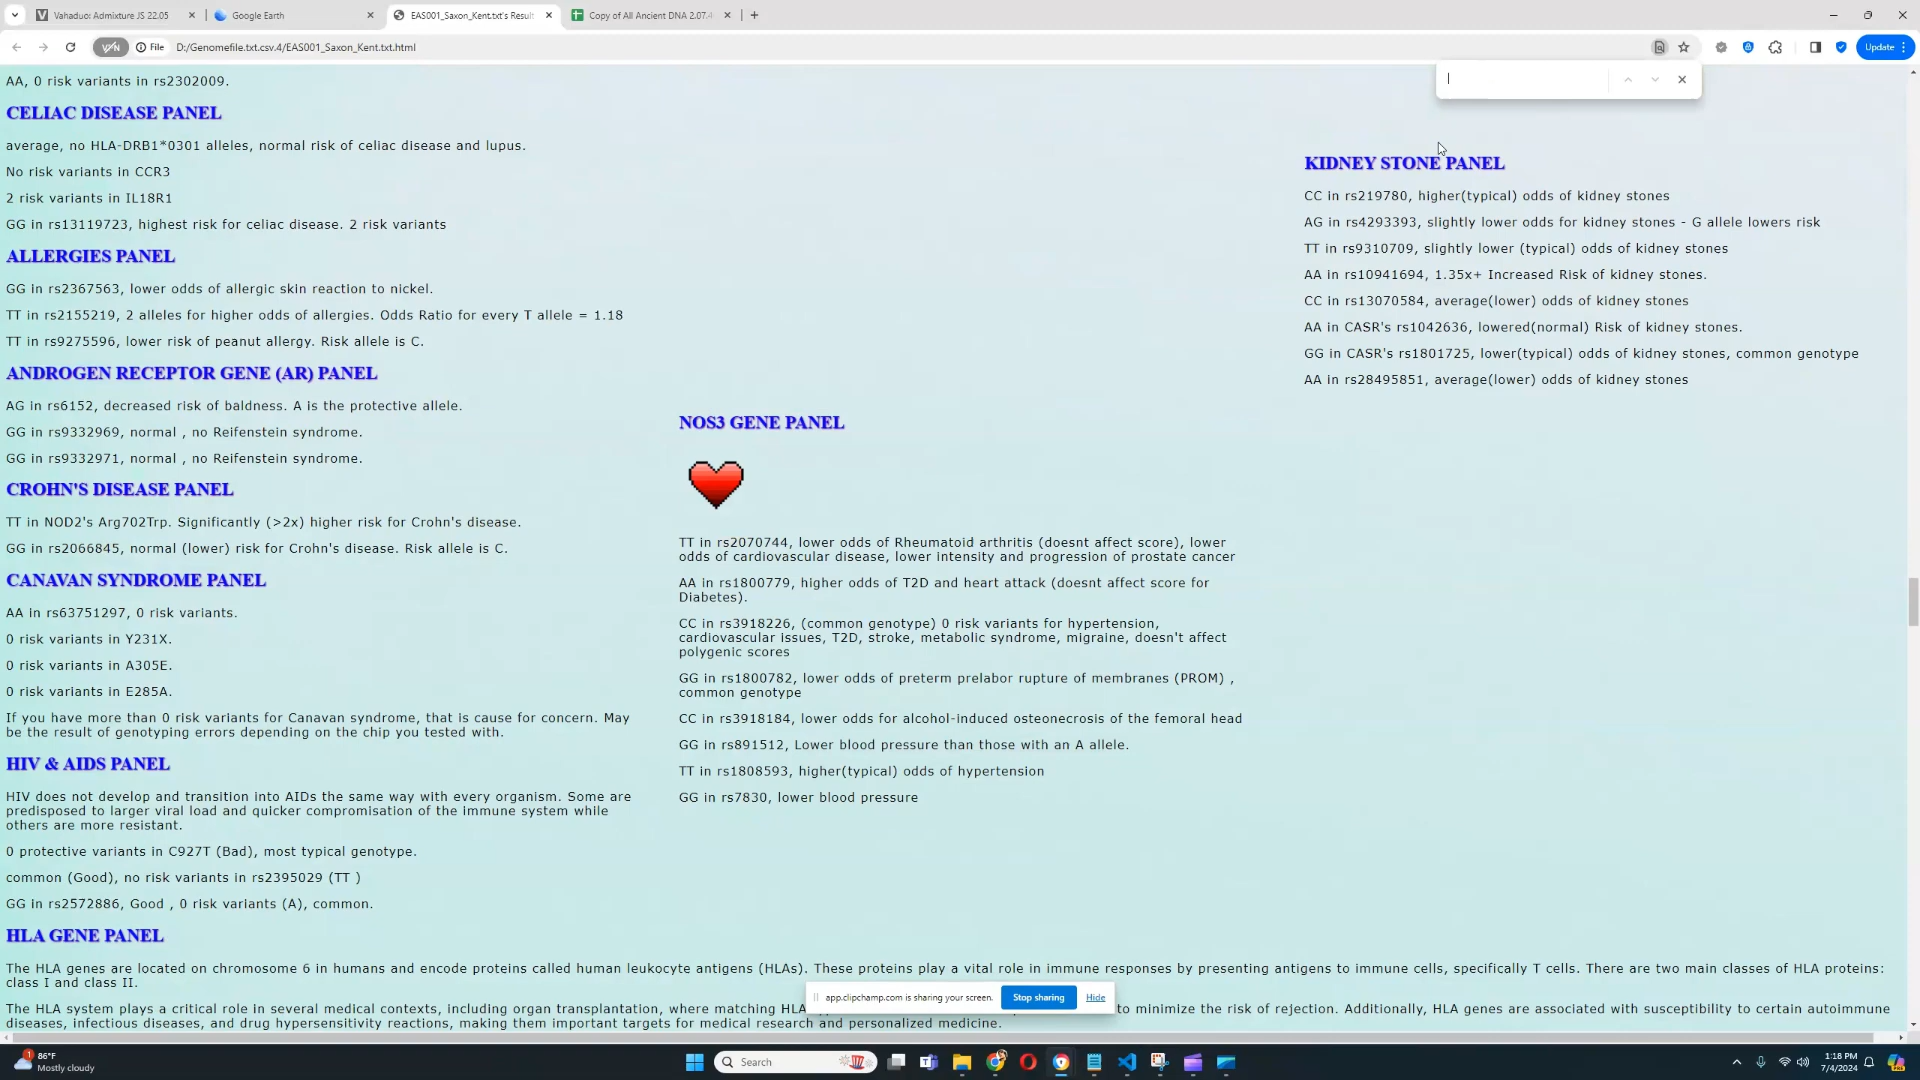 Vahaduo: Admixture JS 22.05
Google Earth
EAS001_Saxon_Kent.txt's Result
Copy of All Ancient DNA 2.07.
VPN
File
D:/Genomefile.txt.csv.4/EAS001_Saxon_Kent.txt.html
Update
AA, 0 risk variants in rs2302009.
CELIAC DISEASE PANEL
average, no HLA-DRB1*0301 alleles, normal risk of celiac disease and lupus.
No risk variants in CCR3
2 risk variants in IL18R1
GG in rs13119723, highest risk for celiac disease. 2 risk variants
ALLERGIES PANEL
GG in rs2367563, lower odds of allergic skin reaction to nickel.
TT in rs2155219, 2 alleles for higher odds of allergies. Odds Ratio for every T allele = 1.18
TT in rs9275596, lower risk of peanut allergy. Risk allele is C.
ANDROGEN RECEPTOR GENE (AR) PANEL
AG in rs6152, decreased risk of baldness. A is the protective allele.
GG in rs9332969, normal , no Reifenstein syndrome.
GG in rs9332971, normal , no Reifenstein syndrome.
CROHN'S DISEASE PANEL
TT in NOD2's Arg702Trp. Significantly (>2x) higher risk for Crohn's disease.
GG in rs2066845, normal (lower) risk for Crohn's disease. Risk allele is C.
CANAVAN SYNDROME PANEL
AA in rs63751297, 0 risk variants.
0 risk variants in Y231X.
0 risk variants in A305E.
0 risk variants in E285A.
If you have more than 0 risk variants for Canavan syndrome, that is cause for concern. May
be the result of genotyping errors depending on the chip you tested with.
HIV & AIDS PANEL
HIV does not develop and transition into AIDs the same way with every organism. Some are
predisposed to larger viral load and quicker compromisation of the immune system while
others are more resistant.
0 protective variants in C927T (Bad), most typical genotype.
common (Good), no risk variants in rs2395029 (TT )
GG in rs2572886, Good , 0 risk variants (A), common.
NOS3 GENE PANEL
TT in rs2070744, lower odds of Rheumatoid arthritis (doesnt affect score), lower
odds of cardiovascular disease, lower intensity and progression of prostate cancer
AA in rs1800779, higher odds of T2D and heart attack (doesnt affect score for
Diabetes).
CC in rs3918226, (common genotype) 0 risk variants for hypertension,
cardiovascular issues, T2D, stroke, metabolic syndrome, migraine, doesn't affect
polygenic scores
GG in rs1800782, lower odds of preterm prelabor rupture of membranes (PROM) ,
common genotype
CC in rs3918184, lower odds for alcohol-induced osteonecrosis of the femoral head
GG in rs891512, Lower blood pressure than those with an A allele.
TT in rs1808593, higher(typical) odds of hypertension
GG in rs7830, lower blood pressure
KIDNEY STONE PANEL
CC in rs219780, higher(typical) odds of kidney stones
AG in rs4293393, slightly lower odds for kidney stones - G allele lowers risk
TT in rs9310709, slightly lower (typical) odds of kidney stones
AA in rs10941694, 1.35x+ Increased Risk of kidney stones.
CC in rs13070584, average(lower) odds of kidney stones
AA in CASR's rs1042636, lowered(normal) Risk of kidney stones.
GG in CASR's rs1801725, lower(typical) odds of kidney stones, common genotype
AA in rs28495851, average(lower) odds of kidney stones
HLA GENE PANEL
The HLA genes are located on chromosome 6 in humans and encode proteins called human leukocyte antigens (HLAs). These proteins play a vital role in immune responses by presenting antigens to immune cells, specifically T cells. There are two main classes of HLA proteins:
class I and class II.
The HLA system plays a critical role in several medical contexts, including organ transplantation, where matching HLA to minimize the risk of rejection. Additionally, HLA genes are associated with susceptibility to certain autoimmune
diseases, infectious diseases, and drug hypersensitivity reactions, making them important targets for medical research and personalized medicine.
app.clipchamp.com is sharing your screen.
Stop sharing
Hide
1
86°F
Mostly cloudy
Search
1:18 PM
7/4/2024